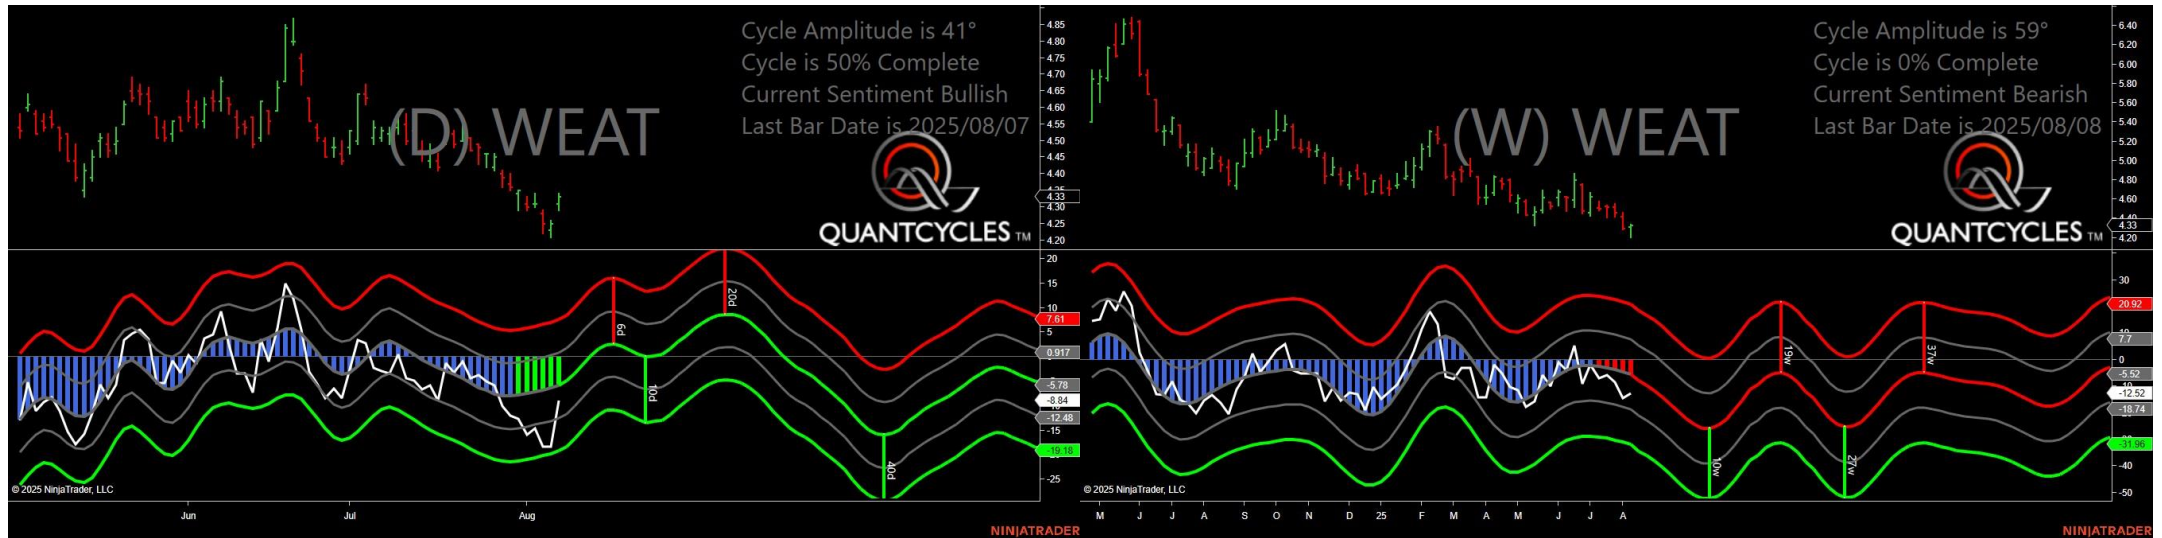 Cycle Amplitude is 41°
Cycle is 50% Complete
Current Sentiment Bullish
Last Bar Date is 2025/08/07
(D) WEAT
QUANTCYCLES TM
4.85
4.80
4.75
4.70
4.65
4.60
4.55
4.50
4.45
4.40
4.33
4.30
4.25
4.20
20
15
10
7.61
5
0.917
-5.78
-8.84
-12.48
-15
-19.18
-25
6d
10d
20d
40d
© 2025 NinjaTrader, LLC
Jun
Jul
Aug
NINJATRADER
Cycle Amplitude is 59°
Cycle is 0% Complete
Current Sentiment Bearish
Last Bar Date is 2025/08/08
(W) WEAT
QUANTCYCLES TM
6.40
6.20
6.00
5.80
5.60
5.40
5.20
5.00
4.80
4.60
4.33
4.20
30
20.92
7.7
0
-5.52
-12.52
-18.74
-31.96
-40
-50
10w
19w
27w
37w
© 2025 NinjaTrader, LLC
M J J A S O N D 25 F M A M J J A
NINJATRADER